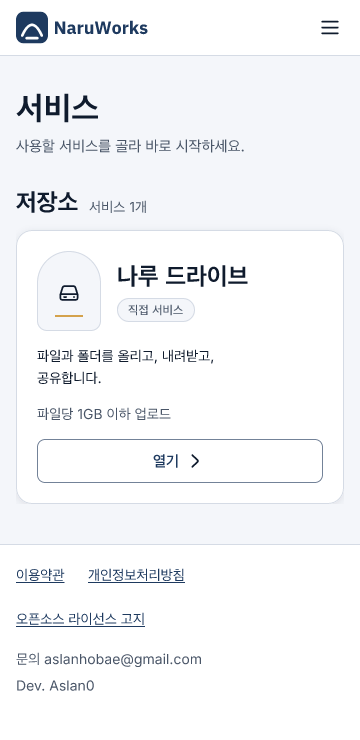 NaruWorks
서비스
사용할 서비스를 골라 바로 시작하세요.
저장소 서비스 1개
나루 드라이브
직접 서비스
파일과 폴더를 올리고, 내려받고,
공유합니다.
파일당 1GB 이하 업로드
열기
이용약관 개인정보처리방침
오픈소스 라이선스 고지
문의 aslanhobae@gmail.com
Dev. Aslan0